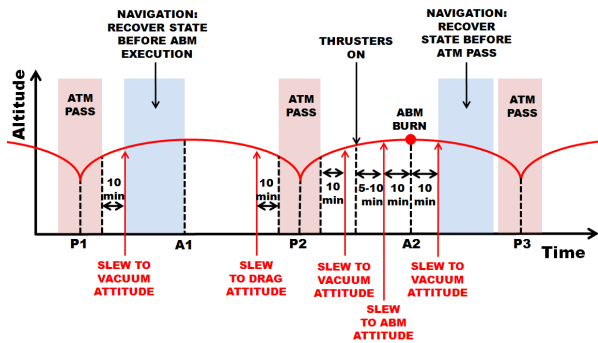 NAVIGATION:
RECOVER STATE
BEFORE ABM
EXECUTION
THRUSTERS
ON
NAVIGATION:
RECOVER
STATE BEFORE
ATM PASS
Altitude
ATM
PASS
ATM
PASS
ABM
BURN
ATM
PASS
10
min
10
min
10
min
5-10
min
10
min
10
min
P1
A1
P2
A2
P3
Time
SLEW TO
VACUUM
ATTITUDE
SLEW
TO DRAG
ATTITUDE
SLEW TO
VACUUM
ATTITUDE
SLEW
TO ABM
ATTITUDE
SLEW TO
VACUUM
ATTITUDE